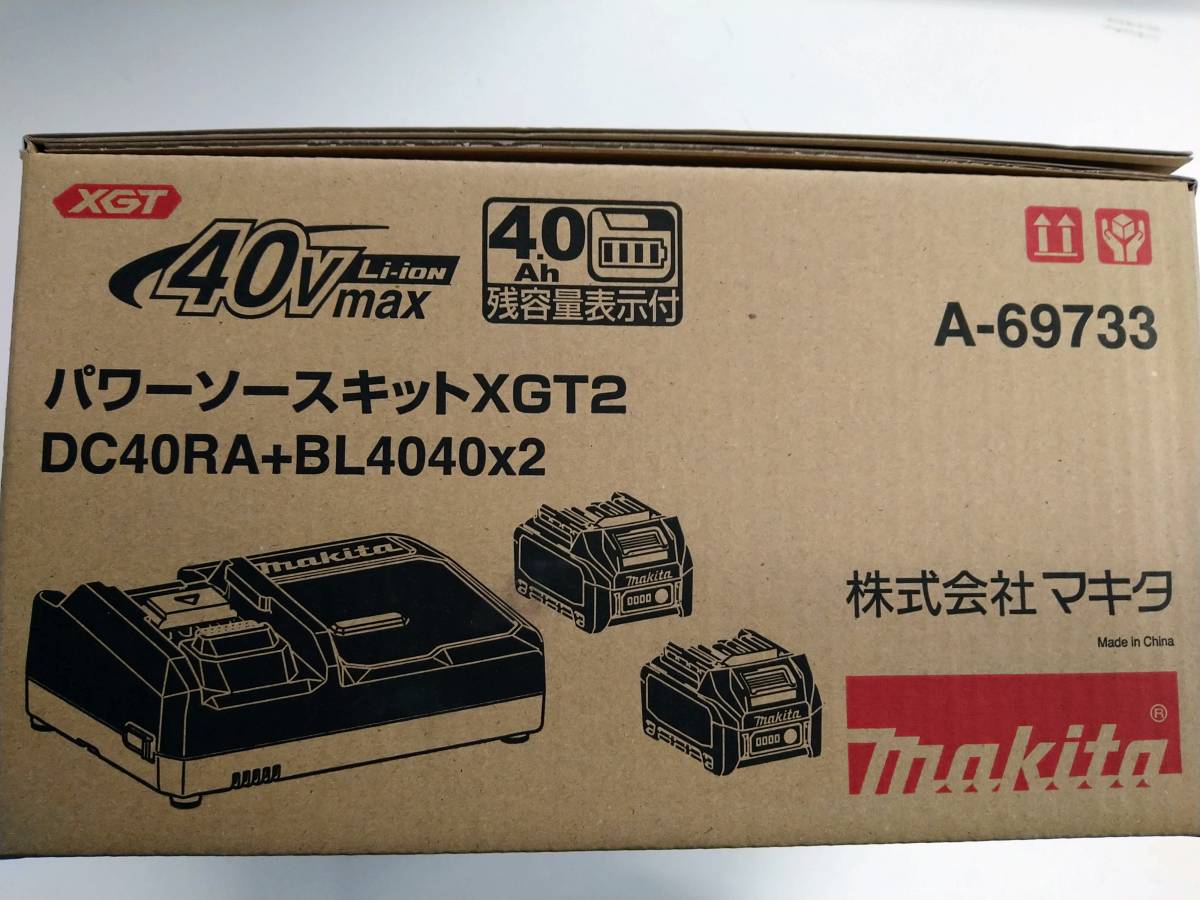 XGT
40Vmax
Li-ion
4.0
Ah
残容量表示付
A-69733
パワーソースキットXGT2
DC40RA+BL4040x2
makita
makita
makita
株式会社マキタ
Made in China
makita®